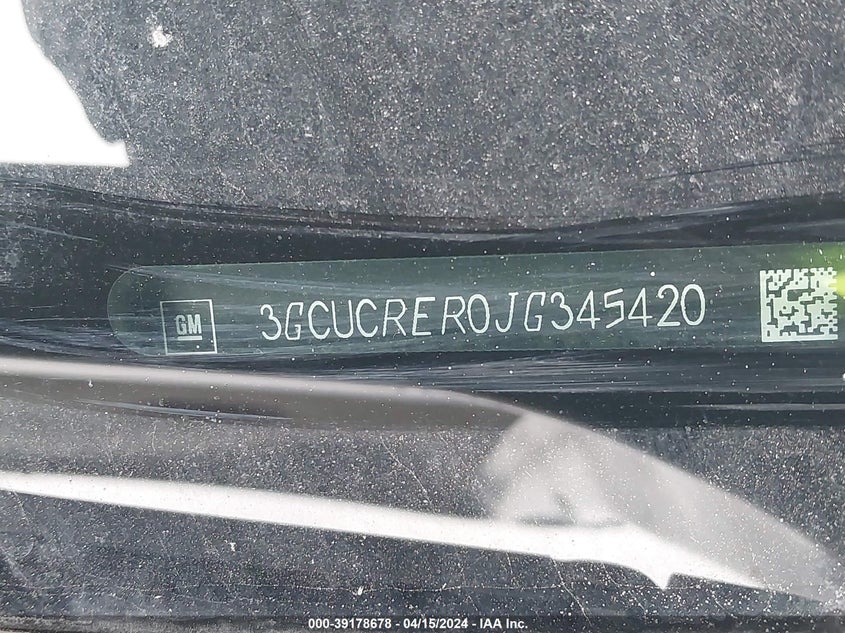 GM
3GCUCRER0JG345420
000-39178678 - 04/15/2024 - IAA Inc.